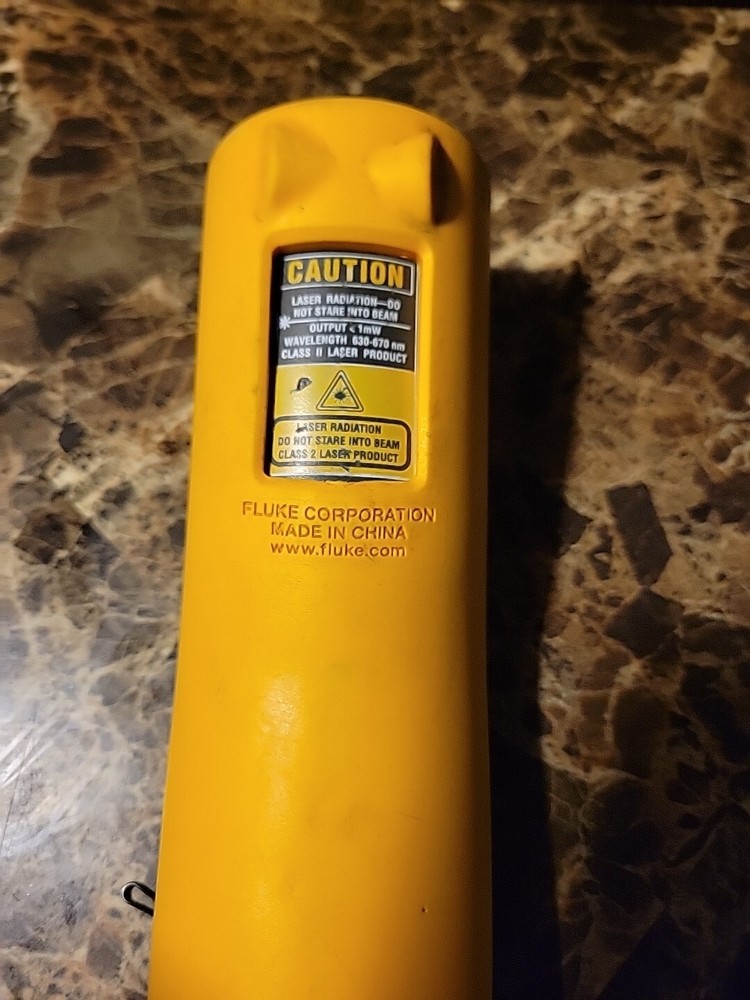 CAUTION
LASER RADIATION—DO
NOT STARE INTO BEAM
OUTPUT < 1mW
WAVELENGTH 630-670 nm
CLASS II LASER PRODUCT
LASER RADIATION
DO NOT STARE INTO BEAM
CLASS 2 LASER PRODUCT
FLUKE CORPORATION
MADE IN CHINA
www.fluke.com